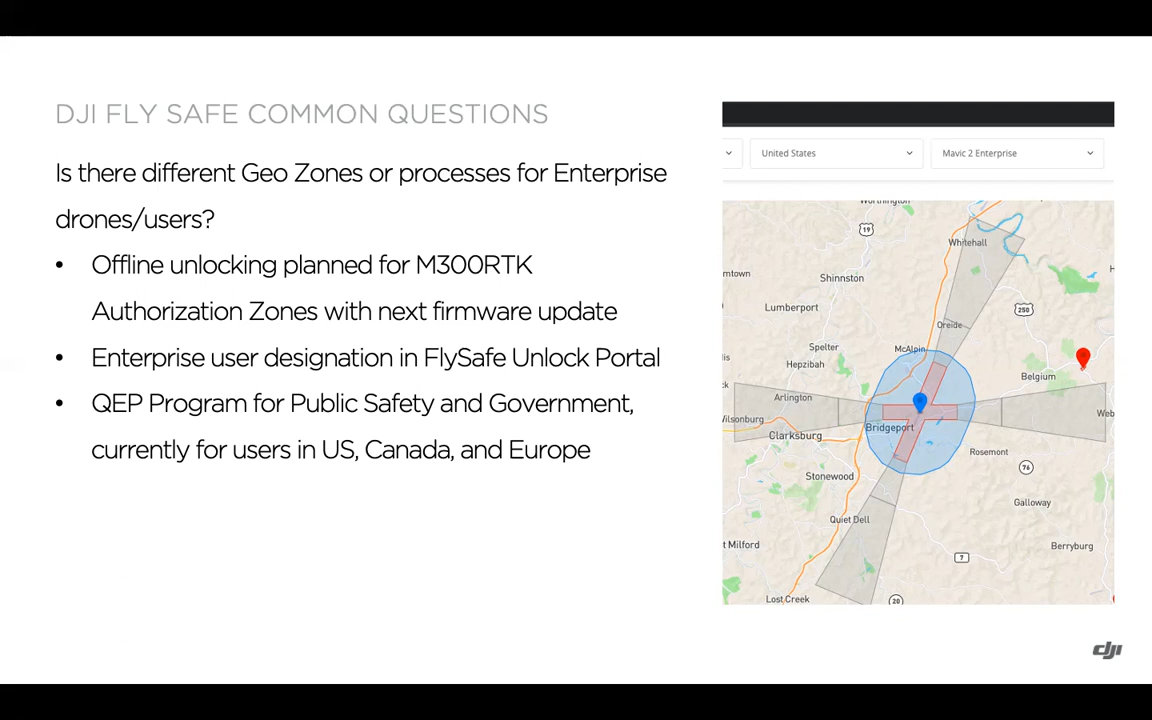 DJI FLY SAFE COMMON QUESTIONS
Is there different Geo Zones or processes for Enterprise
drones/users?
• Offline unlocking planned for M300RTK
Authorization Zones with next firmware update
• Enterprise user designation in FlySafe Unlock Portal
• QEP Program for Public Safety and Government,
currently for users in US, Canada, and Europe
United States
Mavic 2 Enterprise
Worthington
19
Whitehall
mtown
Shinnston
Lumberport
250
Oreide
Spelter
McAlpin
Hepzibah
Belgium
Arlington
Wilsonburg
Bridgeport
Web
Clarksburg
Rosemont
Stonewood
76
Galloway
Quiet Dell
t Milford
7
Berryburg
Lost Creek
20
dji